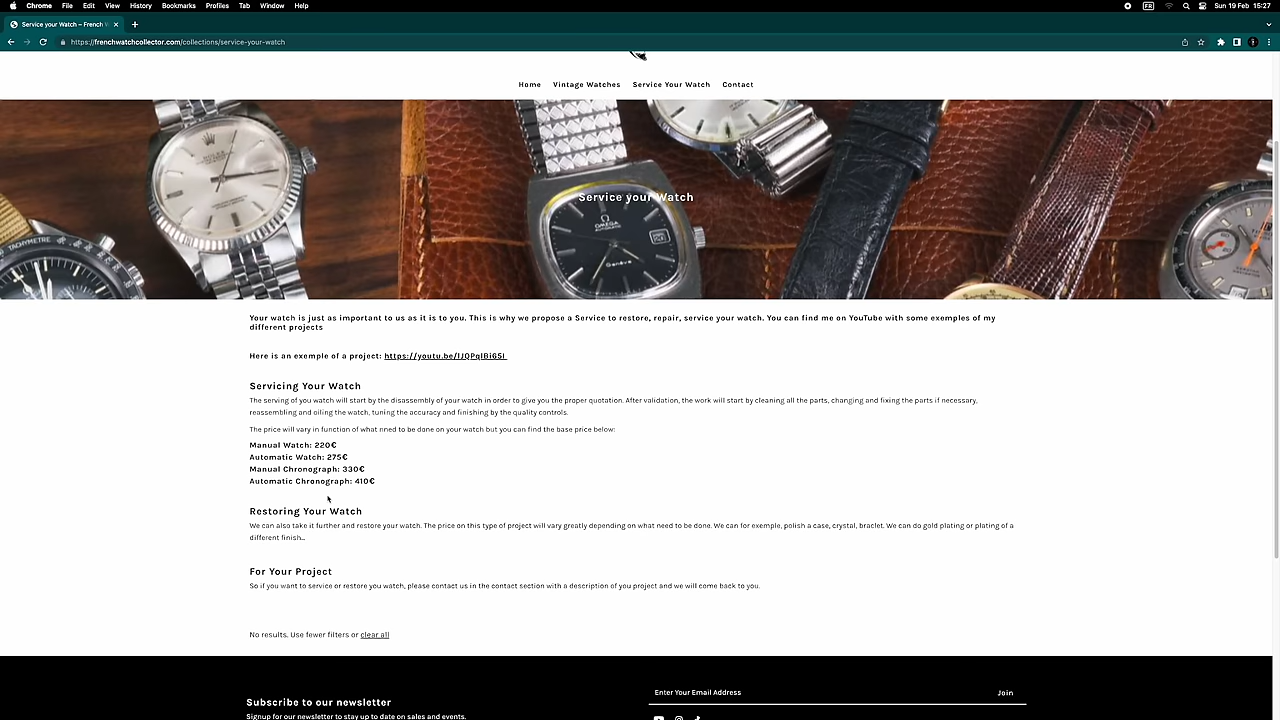 Chrome File Edit View History Bookmarks Profiles Tab Window Help FR Sun 19 Feb 15:27
Service your Watch – French W
https://frenchwatchcollector.com/collections/service-your-watch
Home Vintage Watches Service Your Watch Contact
Service your Watch
TACHYMETRE
ROLEX
OMEGA
AUTOMATIC
Genève
Your watch is just as important to us as it is to you. This is why we propose a Service to restore, repair, service your watch. You can find me on YouTube with some exemples of my
different projects
Here is an exemple of a project: https://youtu.be/IJQPqlBi65I
Servicing Your Watch
The serving of you watch will start by the disassembly of your watch in order to give you the proper quotation. After validation, the work will start by cleaning all the parts, changing and fixing the parts if necessary,
reassembling and oiling the watch, tuning the accuracy and finishing by the quality controls.
The price will vary in function of what nned to be done on your watch but you can find the base price below:
Manual Watch: 220€
Automatic Watch: 275€
Manual Chronograph: 330€
Automatic Chronograph: 410€
Restoring Your Watch
We can also take it further and restore your watch. The price on this type of project will vary greatly depending on what need to be done. We can for exemple, polish a case, crystal, braclet. We can do gold plating or plating of a
different finish...
For Your Project
So if you want to service or restore you watch, please contact us in the contact section with a description of you project and we will come back to you.
No results. Use fewer filters or clear all
Subscribe to our newsletter
Signup for our newsletter to stay up to date on sales and events.
Enter Your Email Address
Join